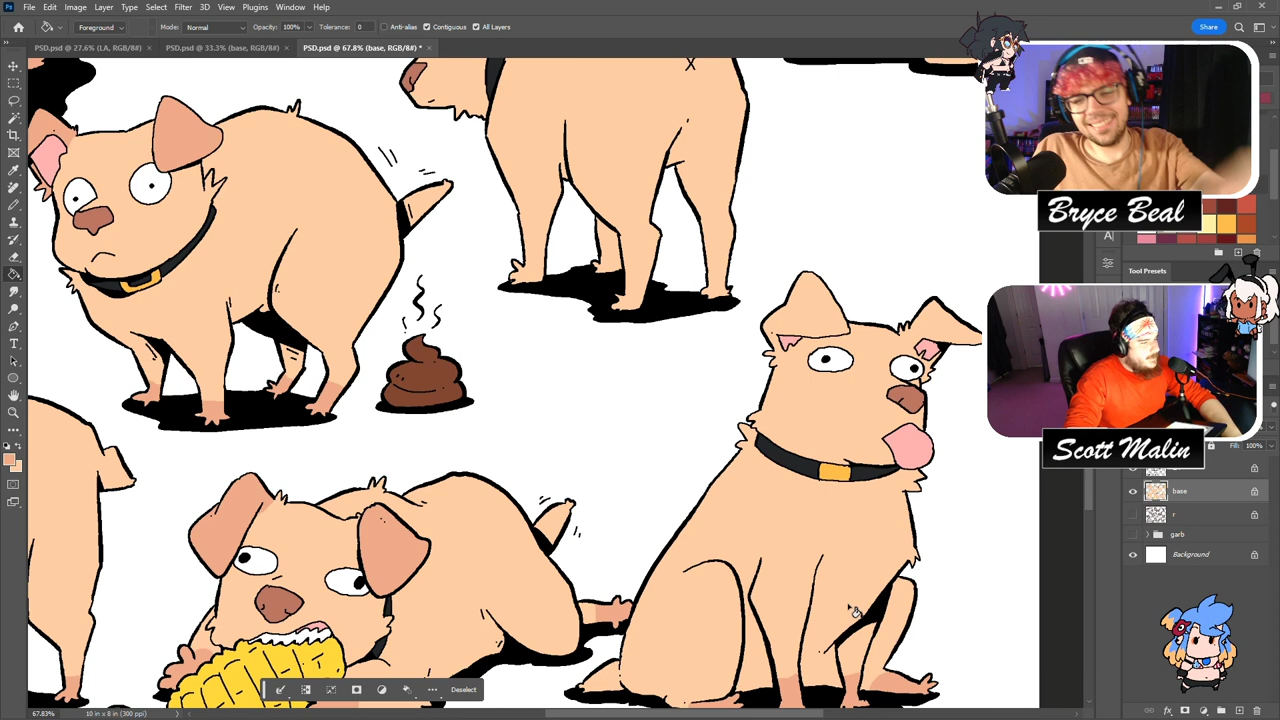 File Edit Image Layer Type Select Filter 3D View Plugins Window Help
Foreground Mode: Normal Opacity: 100% Tolerance: 0 Anti-alias Contiguous All Layers Share
PSD.psd @ 27.6% (LA, RGB/8#) × PSD.psd @ 33.3% (base, RGB/8#) × PSD.psd @ 67.8% (base, RGB/8#) * ×
Bryce Beal
Tool Presets
Scott Malin
Fill: 100%
base
r
garb
Background
Deselect
67.83% 10 in x 8 in (300 ppi)